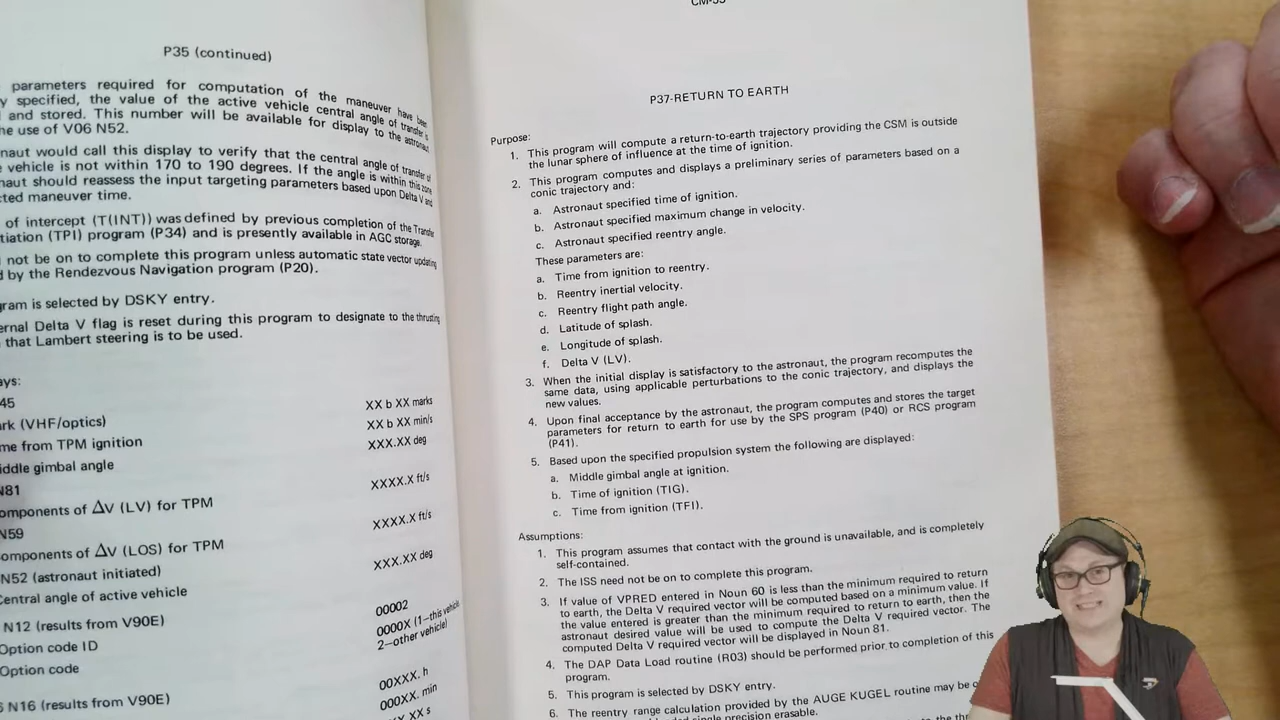 P35 (continued)
parameters required for computation of the maneuver have been
y specified, the value of the active vehicle central angle of transfer is
and stored. This number will be available for display to the astronaut
he use of V06 N52.
naut would call this display to verify that the central angle of transfer of
vehicle is not within 170 to 190 degrees. If the angle is within this zone
naut should reassess the input targeting parameters based upon Delta V and
cted maneuver time.
of intercept (T(INT)) was defined by previous completion of the Transfer
itiation (TPI) program (P34) and is presently available in AGC storage.
not be on to complete this program unless automatic state vector updating
d by the Rendezvous Navigation program (P20).
gram is selected by DSKY entry.
ernal Delta V flag is reset during this program to designate to the thrusting
that Lambert steering is to be used.
ays:
45
rk (VHF/optics) XX b XX marks
me from TPM ignition XX b XX min/s
iddle gimbal angle XXX.XX deg
N81
omponents of ΔV (LV) for TPM XXXX.X ft/s
N59
omponents of ΔV (LOS) for TPM XXXX.X ft/s
N52 (astronaut initiated)
Central angle of active vehicle XXX.XX deg
N12 (results from V90E)
Option code ID 00002
Option code 0000X (1—this vehicle
2—other vehicle)
6 N16 (results from V90E)
00XXX. h
000XX. min
XX s
CM-33
P37-RETURN TO EARTH
Purpose:
1. This program will compute a return-to-earth trajectory providing the CSM is outside
the lunar sphere of influence at the time of ignition.
2. This program computes and displays a preliminary series of parameters based on a
conic trajectory and:
a. Astronaut specified time of ignition.
b. Astronaut specified maximum change in velocity.
c. Astronaut specified reentry angle.
These parameters are:
a. Time from ignition to reentry.
b. Reentry inertial velocity.
c. Reentry flight path angle.
d. Latitude of splash.
e. Longitude of splash.
f. Delta V (LV).
3. When the initial display is satisfactory to the astronaut, the program recomputes the
same data, using applicable perturbations to the conic trajectory, and displays the
new values.
4. Upon final acceptance by the astronaut, the program computes and stores the target
parameters for return to earth for use by the SPS program (P40) or RCS program
(P41).
5. Based upon the specified propulsion system the following are displayed:
a. Middle gimbal angle at ignition.
b. Time of ignition (TIG).
c. Time from ignition (TFI).
Assumptions:
1. This program assumes that contact with the ground is unavailable, and is completely
self-contained.
2. The ISS need not be on to complete this program.
3. If value of VPRED entered in Noun 60 is less than the minimum required to return
to earth, the Delta V required vector will be computed based on a minimum value. If
the value entered is greater than the minimum required to return to earth, then the
astronaut desired value will be used to compute the Delta V required vector. The
computed Delta V required vector will be displayed in Noun 81.
4. The DAP Data Load routine (R03) should be performed prior to completion of this
program.
5. This program is selected by DSKY entry.
6. The reentry range calculation provided by the AUGE KUGEL routine may be
single precision erasable.